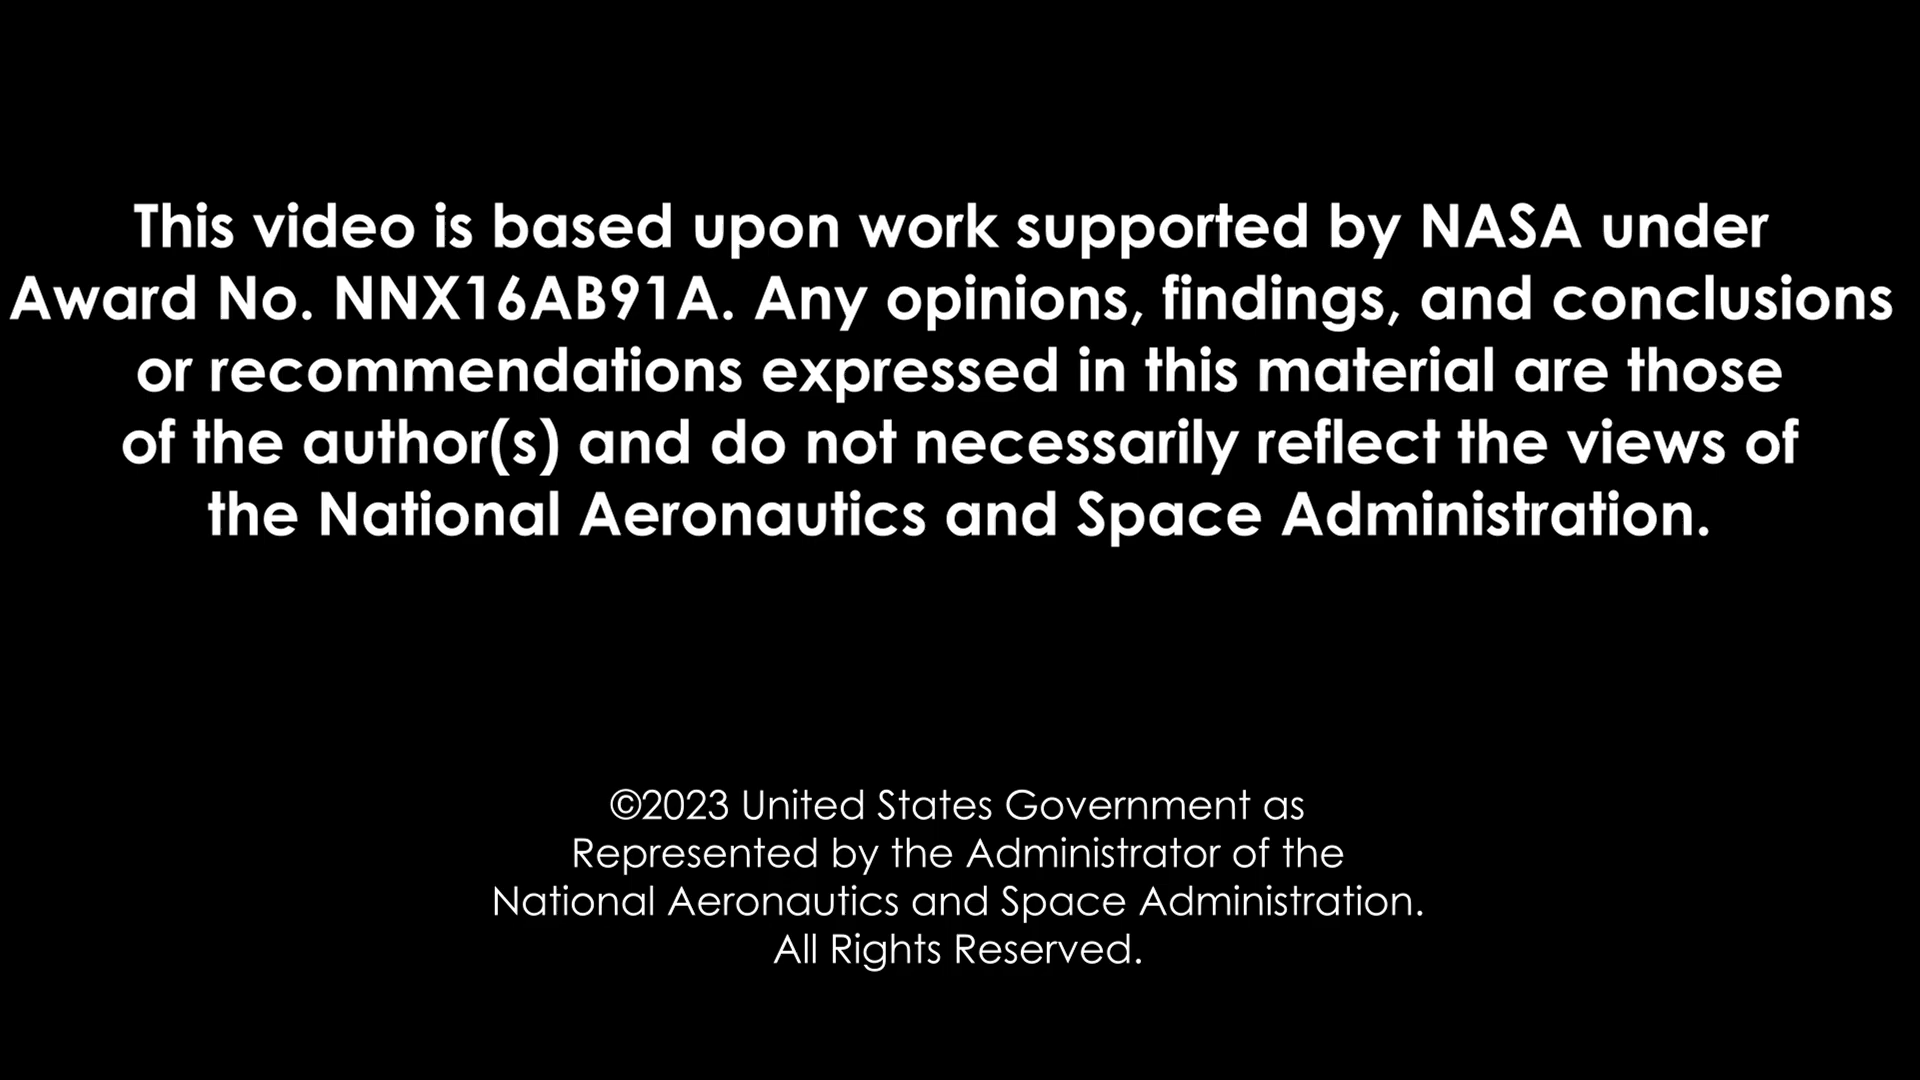 This video is based upon work supported by NASA under
Award No. NNX16AB91A. Any opinions, findings, and conclusions
or recommendations expressed in this material are those
of the author(s) and do not necessarily reflect the views of
the National Aeronautics and Space Administration.
©2023 United States Government as
Represented by the Administrator of the
National Aeronautics and Space Administration.
All Rights Reserved.